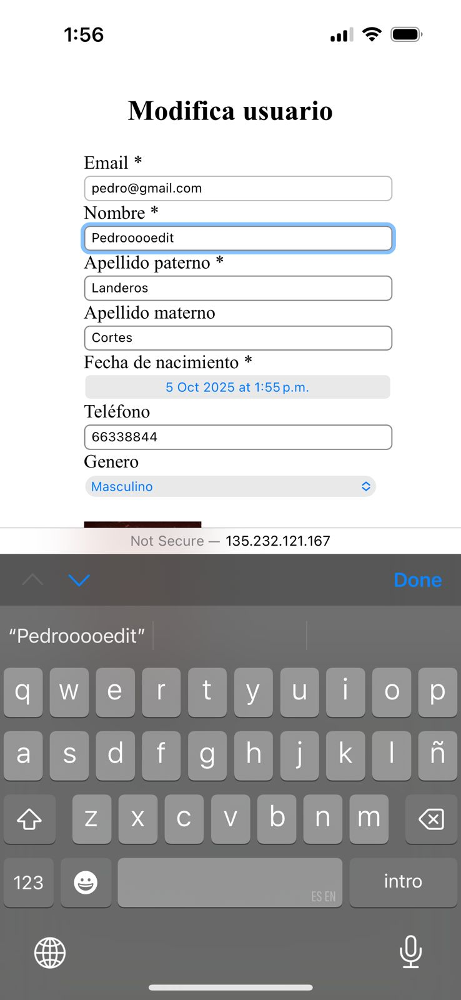 1:56
Modifica usuario
Email *
pedro@gmail.com
Nombre *
Pedrooooedit
Apellido paterno *
Landeros
Apellido materno
Cortes
Fecha de nacimiento *
5 Oct 2025 at 1:55 p.m.
Teléfono
66338844
Genero
Masculino
Not Secure — 135.232.121.167
Done
“Pedrooooedit”
q w e r t y u i o p
a s d f g h j k l ñ
z x c v b n m
123 ES EN intro